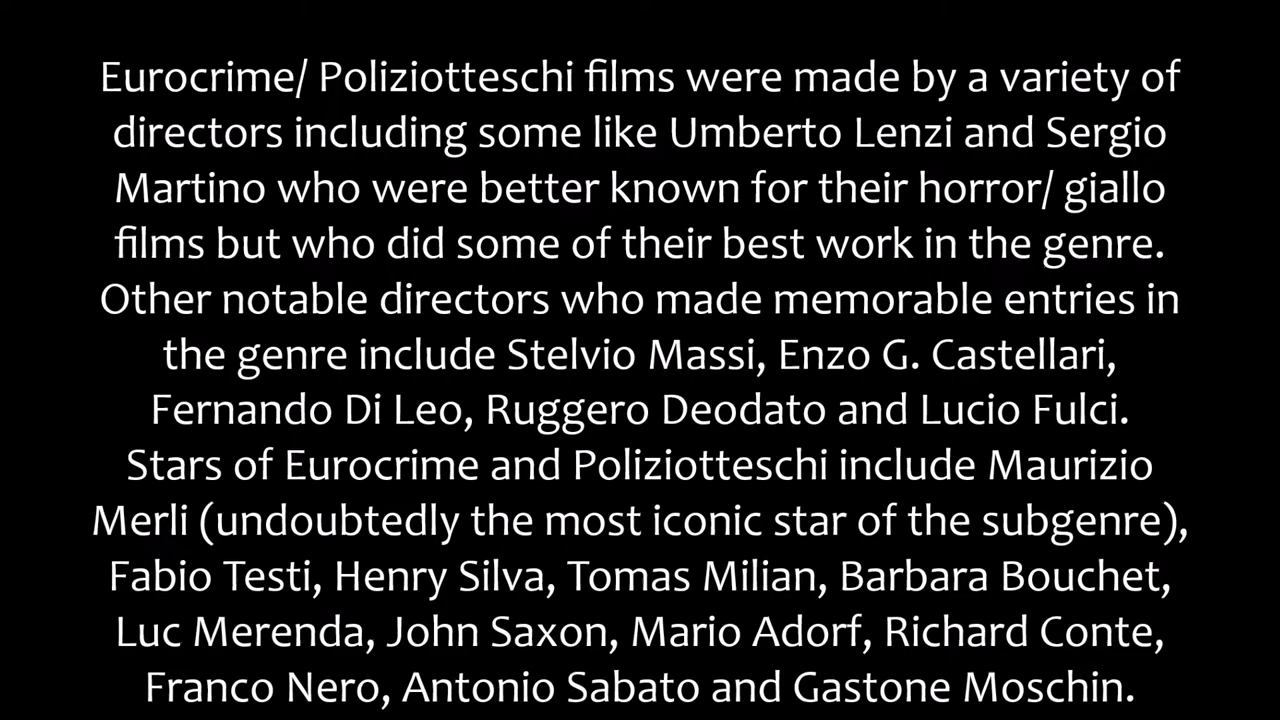 Eurocrime/ Poliziotteschi films were made by a variety of
directors including some like Umberto Lenzi and Sergio
Martino who were better known for their horror/ giallo
films but who did some of their best work in the genre.
Other notable directors who made memorable entries in
the genre include Stelvio Massi, Enzo G. Castellari,
Fernando Di Leo, Ruggero Deodato and Lucio Fulci.
Stars of Eurocrime and Poliziotteschi include Maurizio
Merli (undoubtedly the most iconic star of the subgenre),
Fabio Testi, Henry Silva, Tomas Milian, Barbara Bouchet,
Luc Merenda, John Saxon, Mario Adorf, Richard Conte,
Franco Nero, Antonio Sabato and Gastone Moschin.